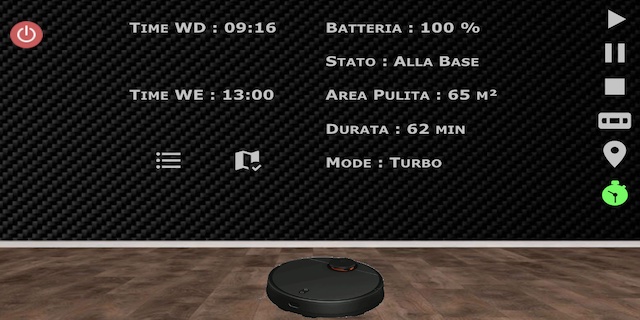 Time WD : 09:16
Time WE : 13:00
Batteria : 100 %
Stato : Alla Base
Area Pulita : 65 m²
Durata : 62 min
Mode : Turbo